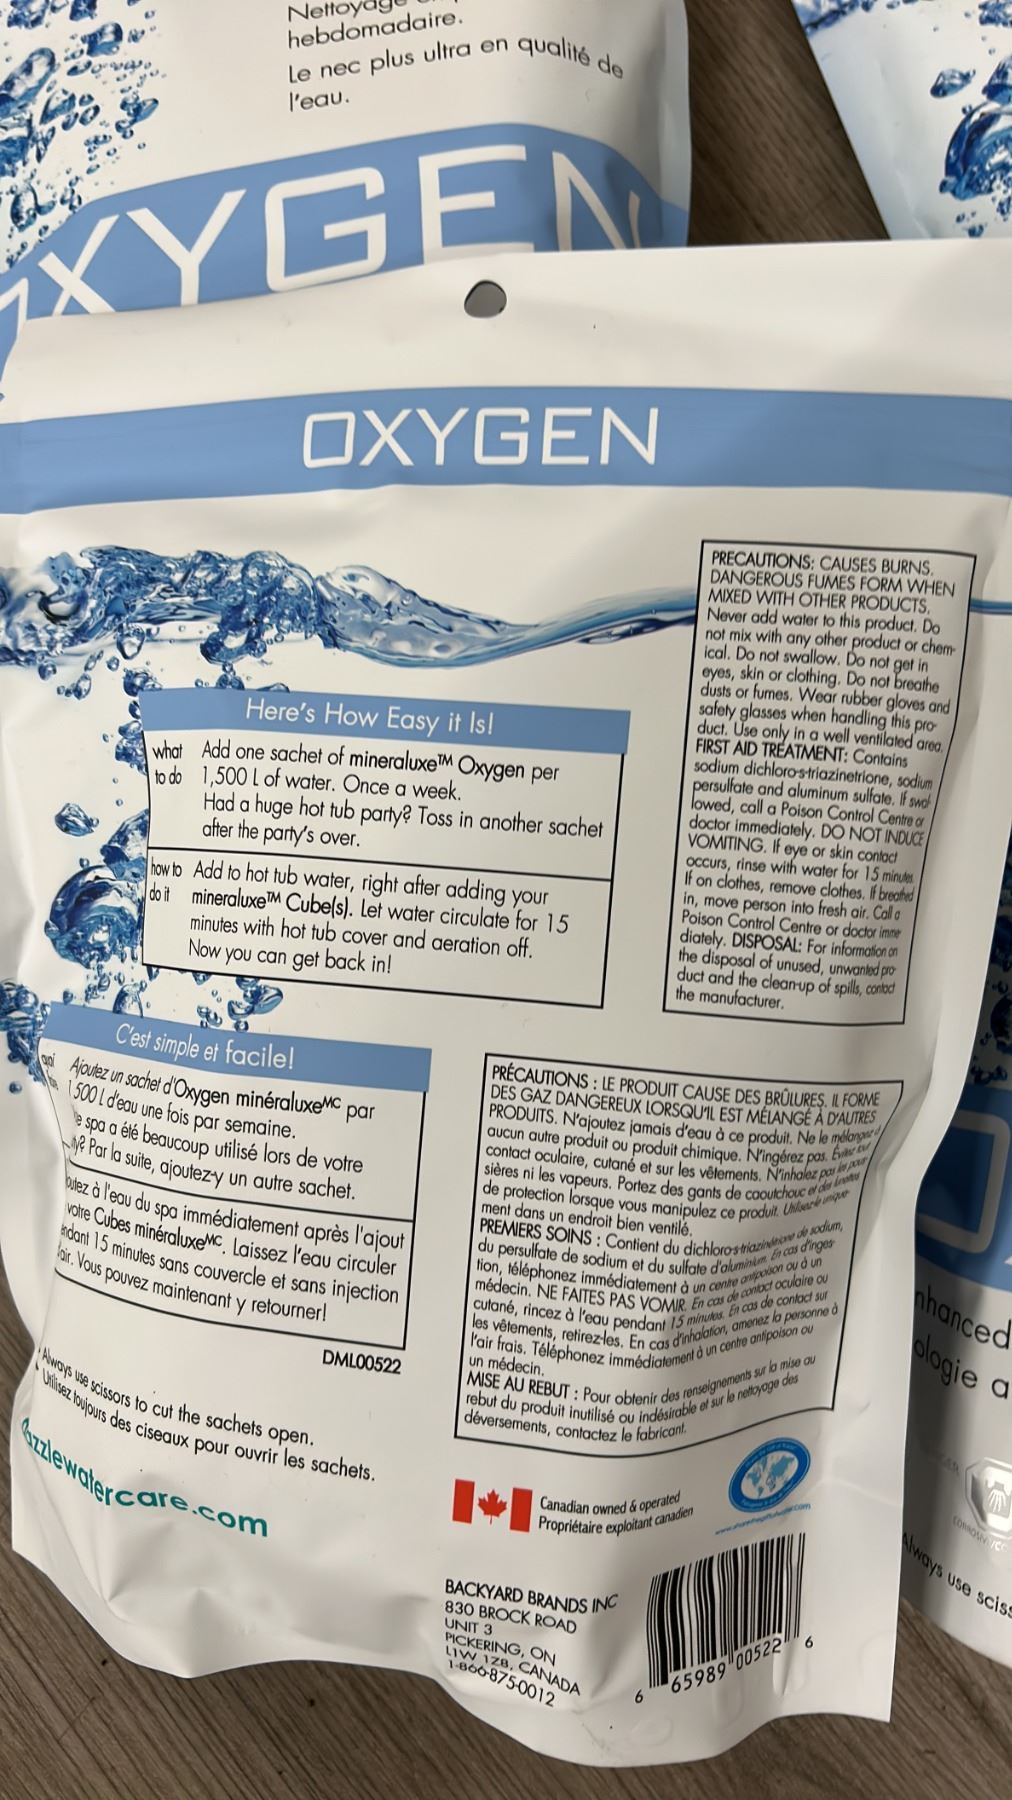 Nettoyage
hebdomadaire.
Le nec plus ultra en qualité de
l'eau.
OXYGEN
OXYGEN
PRECAUTIONS: CAUSES BURNS.
DANGEROUS FUMES FORM WHEN
MIXED WITH OTHER PRODUCTS.
Never add water to this product. Do
not mix with any other product or chem-
ical. Do not swallow. Do not get in
eyes, skin or clothing. Do not breathe
dusts or fumes. Wear rubber gloves and
safety glasses when handling this pro-
duct. Use only in a well ventilated area.
FIRST AID TREATMENT: Contains
sodium dichloro-s-triazinetrione, sodium
persulfate and aluminum sulfate. If swal-
lowed, call a Poison Control Centre or
doctor immediately. DO NOT INDUCE
VOMITING. If eye or skin contact
occurs, rinse with water for 15 minutes.
If on clothes, remove clothes. If breathed
in, move person into fresh air. Call a
Poison Control Centre or doctor imme-
diately. DISPOSAL: For information on
the disposal of unused, unwanted pro-
duct and the clean-up of spills, contact
the manufacturer.
Here's How Easy it Is!
what to do
Add one sachet of mineraluxe™ Oxygen per
1,500 L of water. Once a week.
Had a huge hot tub party? Toss in another sachet
after the party's over.
how to do it
Add to hot tub water, right after adding your
mineraluxe™ Cube(s). Let water circulate for 15
minutes with hot tub cover and aeration off.
Now you can get back in!
C'est simple et facile!
quoi
Ajoutez un sachet d'Oxygen minéraluxeMC par
1,500 L d'eau une fois par semaine.
spa a été beaucoup utilisé lors de votre
Par la suite, ajoutez-y un autre sachet.
à l'eau du spa immédiatement après l'ajout
votre Cubes minéraluxeMC. Laissez l'eau circuler
15 minutes sans couvercle et sans injection
Vous pouvez maintenant y retourner!
DML00522
PRÉCAUTIONS : LE PRODUIT CAUSE DES BRÛLURES. IL FORME
DES GAZ DANGEREUX LORSQU'IL EST MÉLANGÉ À D'AUTRES
PRODUITS. N'ajoutez jamais d'eau à ce produit. Ne le mélangez à
aucun autre produit ou produit chimique. N'ingérez pas. Évitez tout
contact oculaire, cutané et sur les vêtements. N'inhalez pas les pous-
sières ni les vapeurs. Portez des gants de caoutchouc et des lunettes
de protection lorsque vous manipulez ce produit. Utilisez-le unique-
ment dans un endroit bien ventilé.
PREMIERS SOINS : Contient du dichloro-s-triazinètrione de sodium,
du persulfate de sodium et du sulfate d'aluminium. En cas d'inges-
tion, téléphonez immédiatement à un centre antipoison ou à un
médecin. NE FAITES PAS VOMIR. En cas de contact oculaire ou
cutané, rincez à l'eau pendant 15 minutes. En cas de contact sur
les vêtements, retirez-les. En cas d'inhalation, amenez la personne à
l'air frais. Téléphonez immédiatement à un centre antipoison ou
un médecin.
MISE AU REBUT : Pour obtenir des renseignements sur la mise au
rebut du produit inutilisé ou indésirable et sur le nettoyage des
déversements, contactez le fabricant.
Always use scissors to cut the sachets open.
Utilisez toujours des ciseaux pour ouvrir les sachets.
dazzlewatercare.com
Canadian owned & operated
Propriétaire exploitant canadien
BACKYARD BRANDS INC
830 BROCK ROAD
UNIT 3
PICKERING, ON
L1W 1Z8, CANADA
1-866-875-0012
6 65989 00522 6
nhanced
ologie a
CORROSIVE
Always use sciss